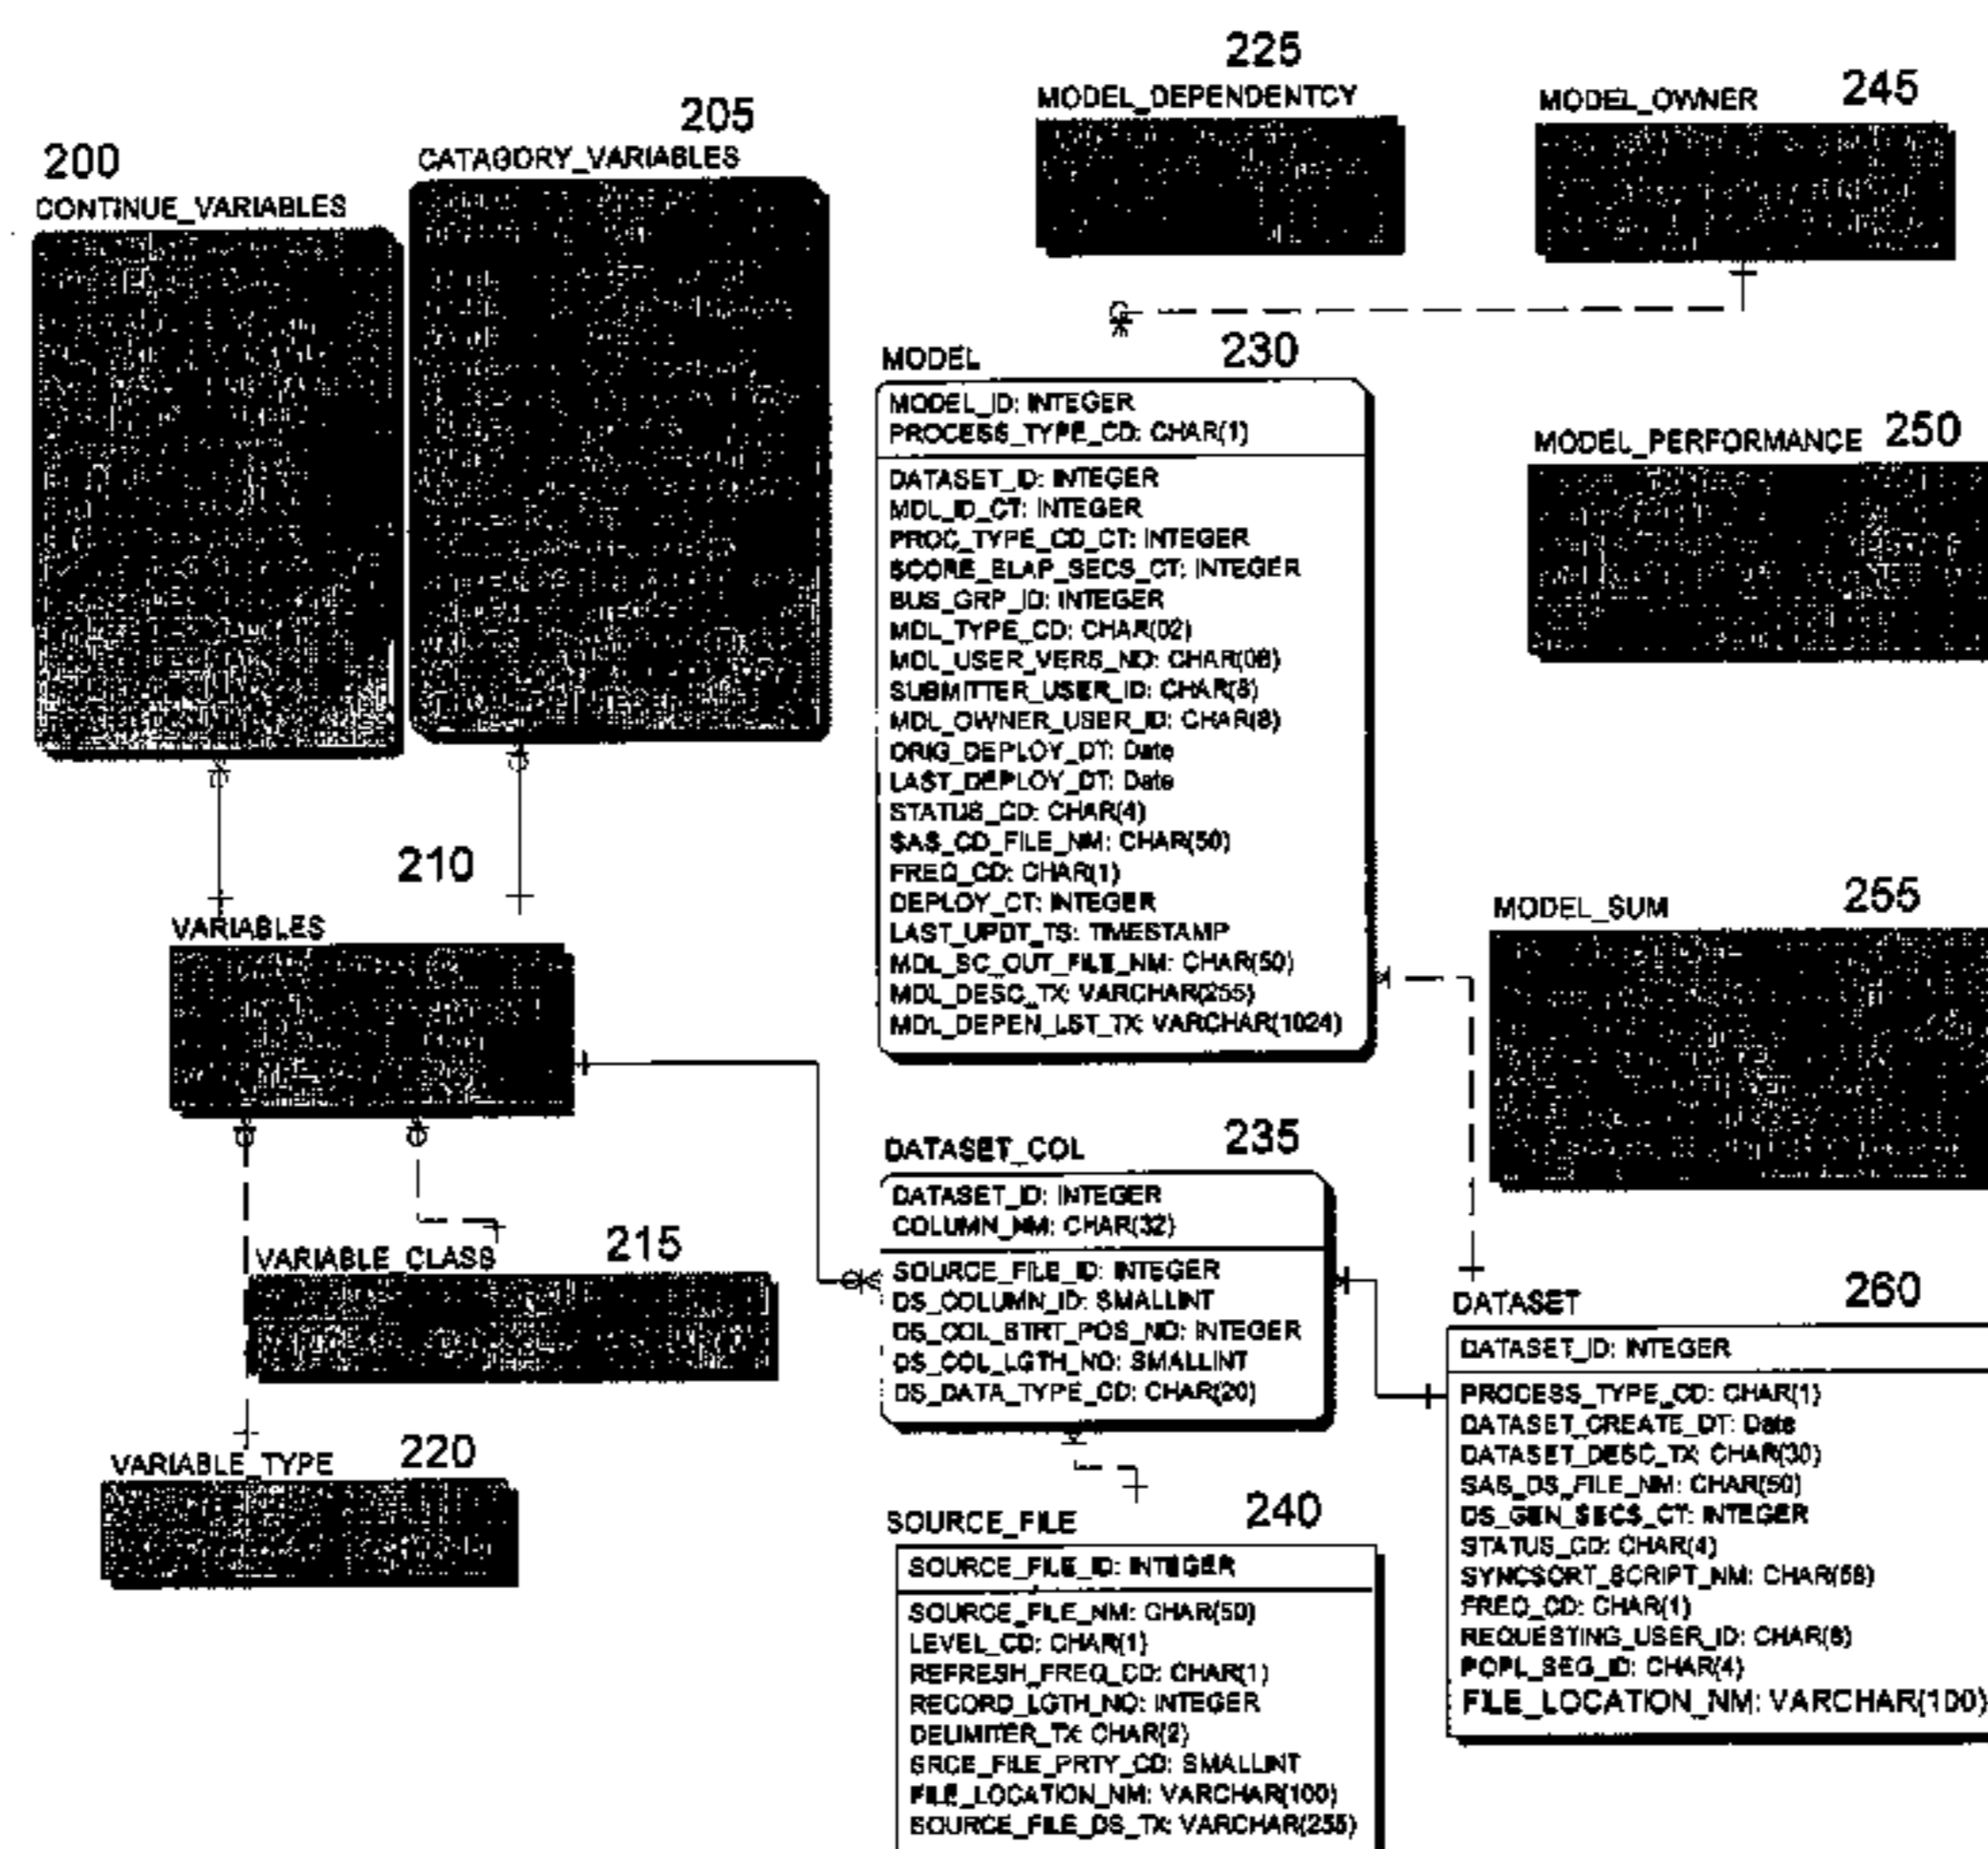 225
MODEL_DEPENDENTCY
MODEL_OWNER
245
200
CONTINUE_VARIABLES
205
CATAGORY_VARIABLES
MODEL
230
MODEL_ID: INTEGER
PROCESS_TYPE_CD: CHAR(1)
DATASET_ID: INTEGER
MDL_ID_CT: INTEGER
PROC_TYPE_CD_CT: INTEGER
SCORE_ELAP_SECS_CT: INTEGER
BUS_GRP_ID: INTEGER
MDL_TYPE_CD: CHAR(02)
MDL_USER_VERS_NO: CHAR(08)
SUBMITTER_USER_ID: CHAR(8)
MDL_OWNER_USER_ID: CHAR(8)
ORIG_DEPLOY_DT: Date
LAST_DEPLOY_DT: Date
STATUS_CD: CHAR(4)
SAS_CD_FILE_NM: CHAR(50)
FREQ_CD: CHAR(1)
DEPLOY_CT: INTEGER
LAST_UPDT_TS: TIMESTAMP
MDL_SC_OUT_FILE_NM: CHAR(50)
MDL_DESC_TX: VARCHAR(255)
MDL_DEPEN_LST_TX: VARCHAR(1024)
MODEL_PERFORMANCE
250
210
VARIABLES
MODEL_SUM
255
VARIABLE_CLASS
215
VARIABLE_TYPE
220
DATASET_COL
235
DATASET_ID: INTEGER
COLUMN_NM: CHAR(32)
SOURCE_FILE_ID: INTEGER
DS_COLUMN_ID: SMALLINT
DS_COL_STRT_POS_NO: INTEGER
DS_COL_LGTH_NO: SMALLINT
DS_DATA_TYPE_CD: CHAR(20)
DATASET
260
DATASET_ID: INTEGER
PROCESS_TYPE_CD: CHAR(1)
DATASET_CREATE_DT: Date
DATASET_DESC_TX: CHAR(30)
SAS_DS_FILE_NM: CHAR(50)
DS_GEN_SECS_CT: INTEGER
STATUS_CD: CHAR(4)
SYNCSORT_SCRIPT_NM: CHAR(58)
FREQ_CD: CHAR(1)
REQUESTING_USER_ID: CHAR(8)
POPL_SEG_ID: CHAR(4)
FILE_LOCATION_NM: VARCHAR(100)
SOURCE_FILE
240
SOURCE_FILE_ID: INTEGER
SOURCE_FILE_NM: CHAR(50)
LEVEL_CD: CHAR(1)
REFRESH_FREQ_CD: CHAR(1)
RECORD_LGTH_NO: INTEGER
DELIMITER_TX: CHAR(2)
SRCE_FILE_PRTY_CD: SMALLINT
FILE_LOCATION_NM: VARCHAR(100)
SOURCE_FILE_DS_TX: VARCHAR(255)